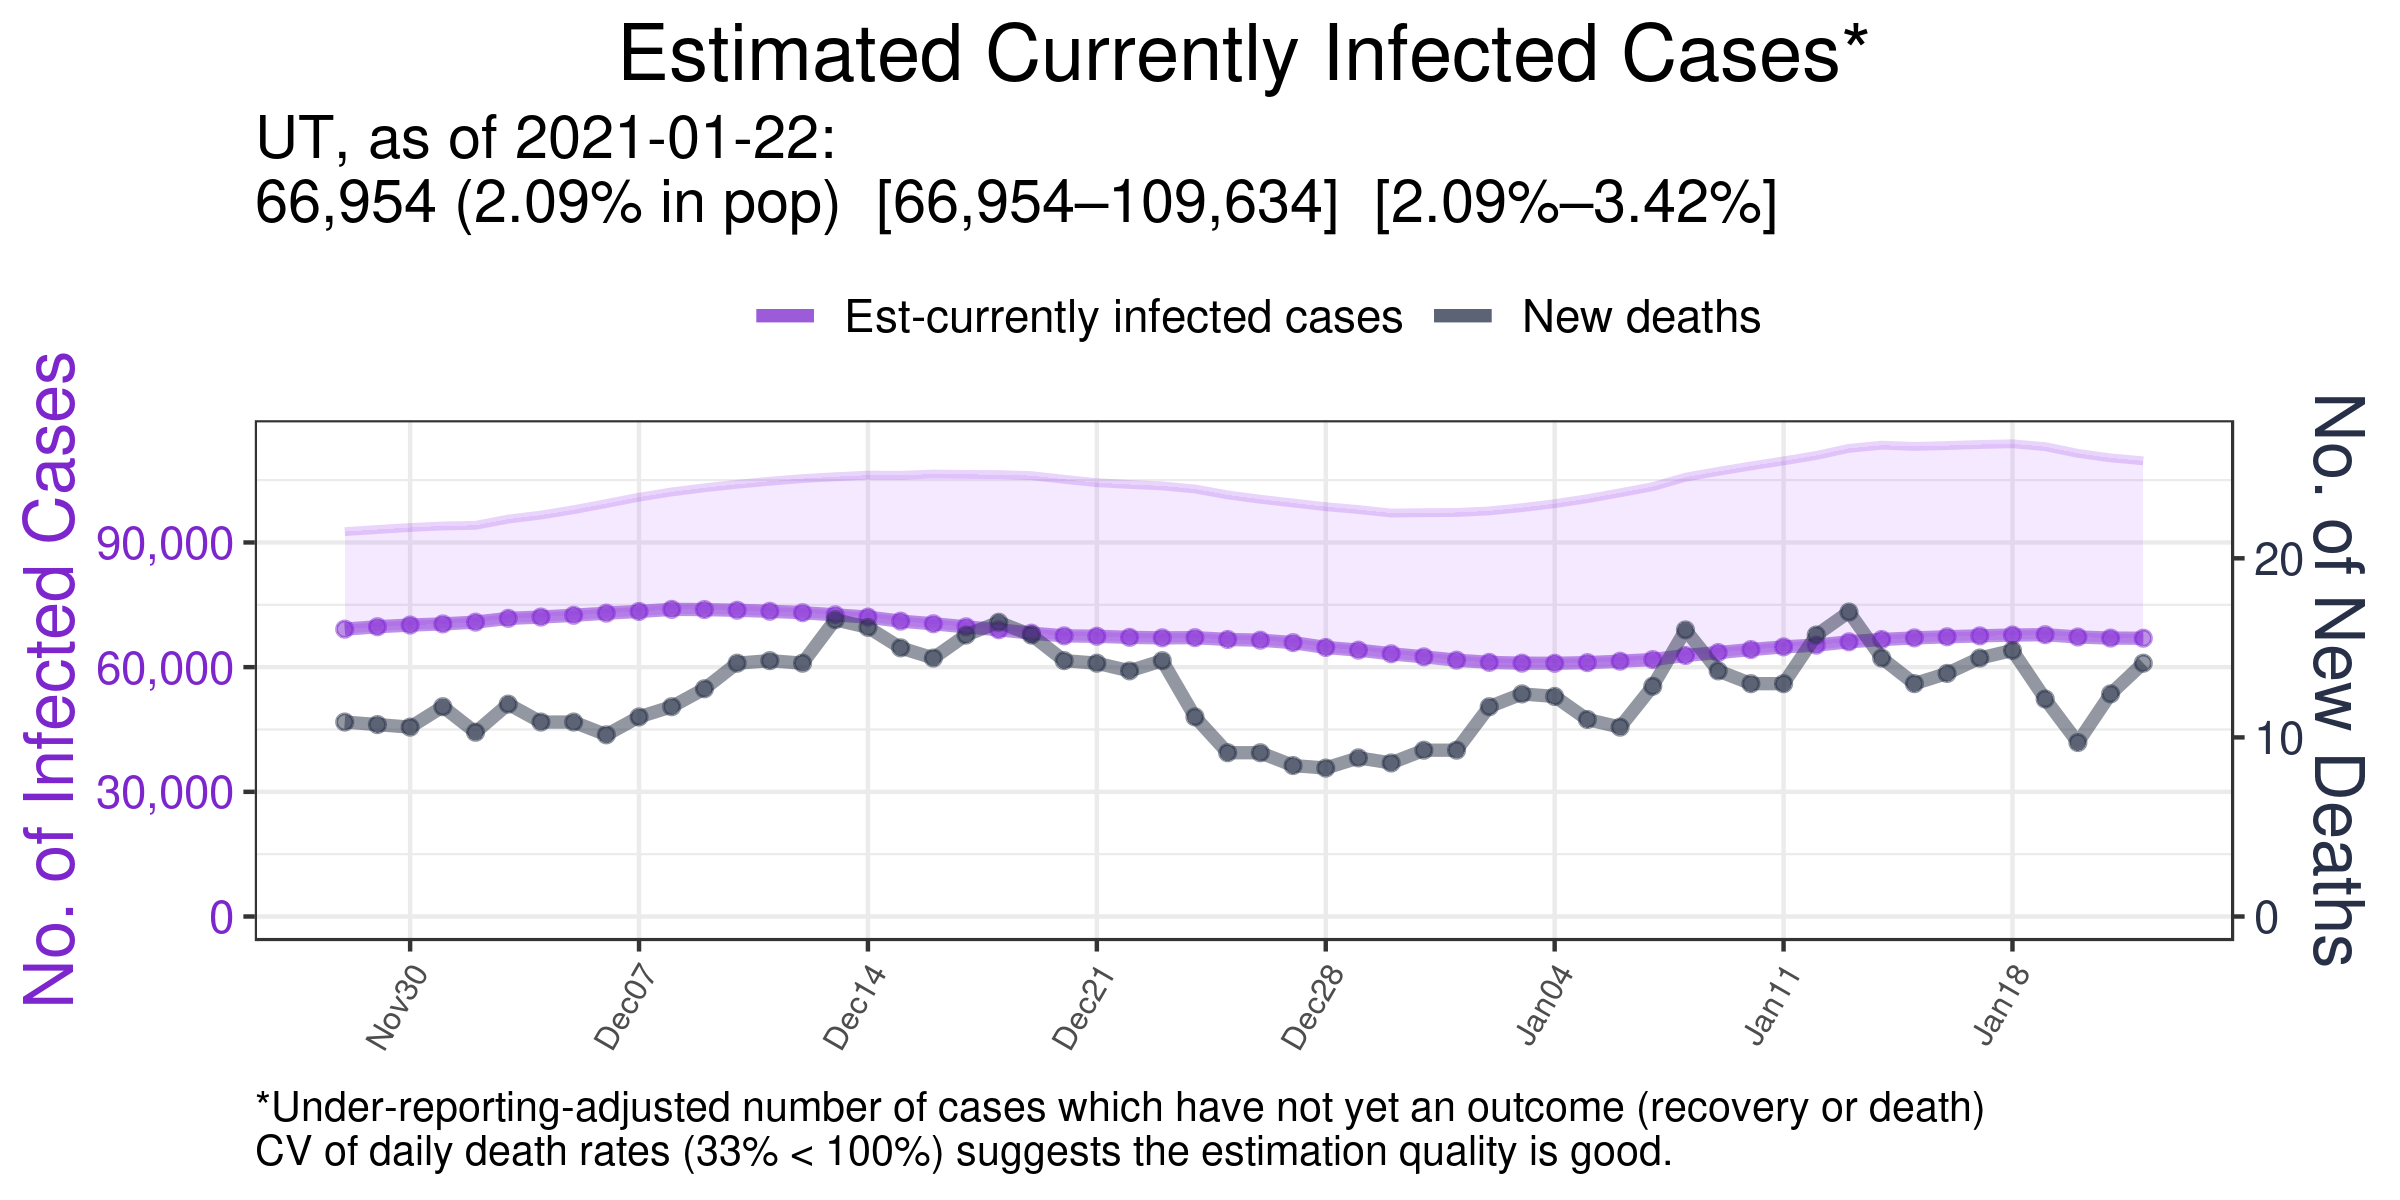 Estimated Currently Infected Cases*
UT, as of 2021-01-22:
66,954 (2.09% in pop)  [66,954–109,634]  [2.09%–3.42%]
Est-currently infected cases
New deaths
No. of Infected Cases
90,000
60,000
30,000
0
No. of New Deaths
20
10
0
Nov30
Dec07
Dec14
Dec21
Dec28
Jan04
Jan11
Jan18
*Under-reporting-adjusted number of cases which have not yet an outcome (recovery or death)
CV of daily death rates (33% < 100%) suggests the estimation quality is good.